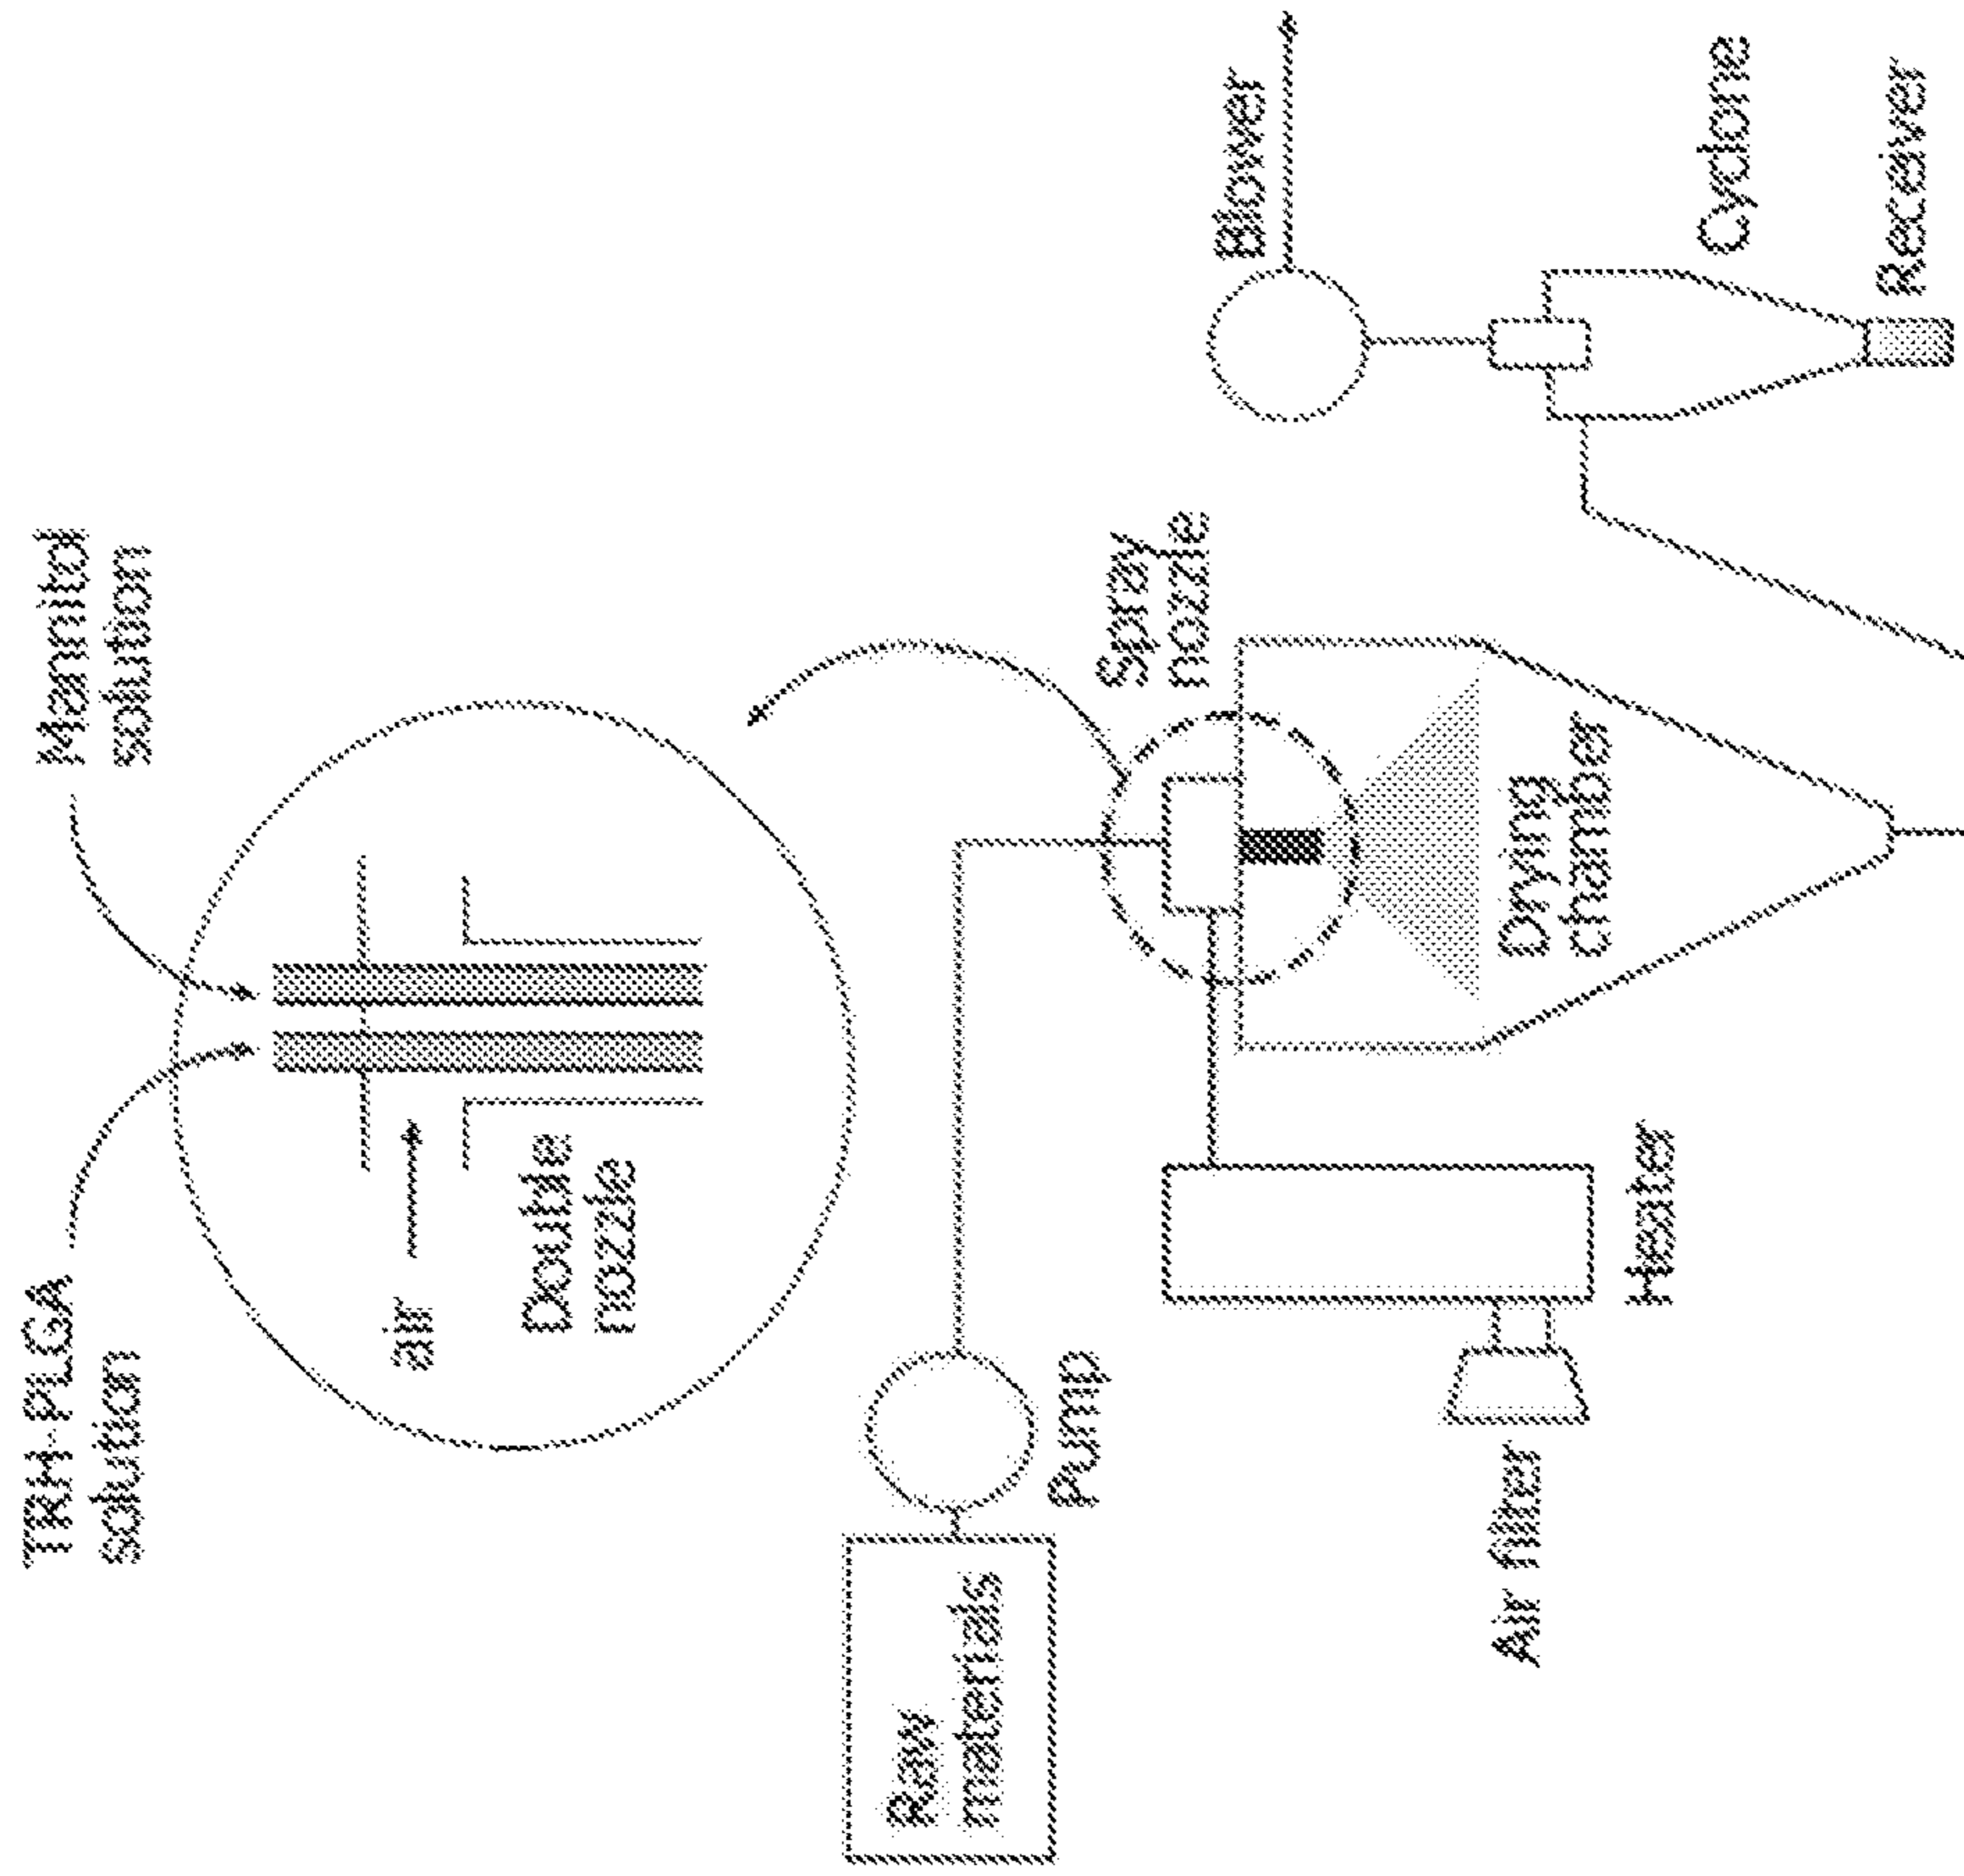 TRH-PLGA
solution
Mannitol
solution
air
Double
nozzle
Raw
materials
Pump
Spray
nozzle
Blower
Air filter
Heater
Drying
chamber
Cyclone
Receiver